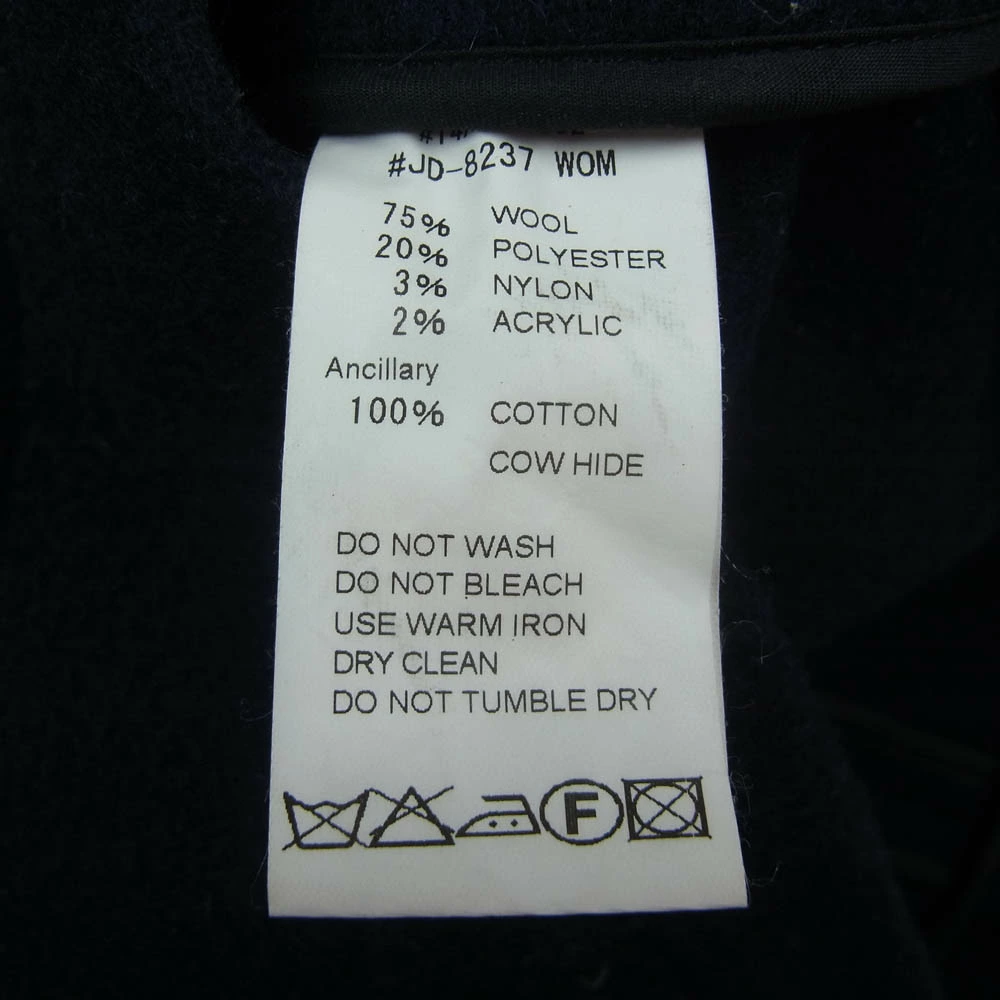 #JD-8237 WOM
75% WOOL
20% POLYESTER
3% NYLON
2% ACRYLIC
Ancillary
100% COTTON
COW HIDE
DO NOT WASH
DO NOT BLEACH
USE WARM IRON
DRY CLEAN
DO NOT TUMBLE DRY
F